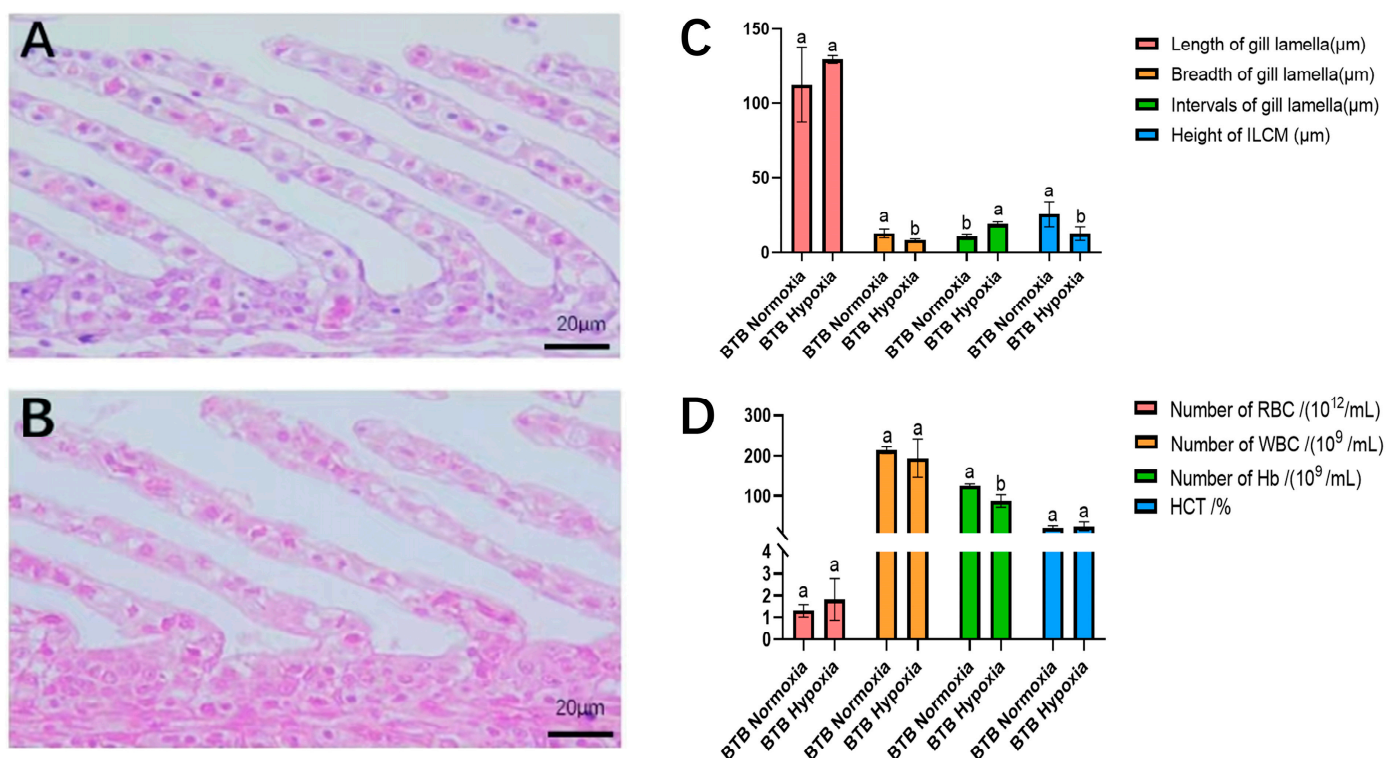 A
20µm
B
20µm
C
150
100
50
0
a
a
a
b
b
a
a
b
BTB Normoxia
BTB Hypoxia
BTB Normoxia
BTB Hypoxia
BTB Normoxia
BTB Hypoxia
BTB Normoxia
BTB Hypoxia
Length of gill lamella(µm)
Breadth of gill lamella(µm)
Intervals of gill lamella(µm)
Height of ILCM (µm)
D
300
200
100
4
3
2
1
0
a
a
a
a
a
b
a
a
BTB Normoxia
BTB Hypoxia
BTB Normoxia
BTB Hypoxia
BTB Normoxia
BTB Hypoxia
BTB Normoxia
BTB Hypoxia
Number of RBC /(10¹²/mL)
Number of WBC /(10⁹ /mL)
Number of Hb /(10⁹ /mL)
HCT /%